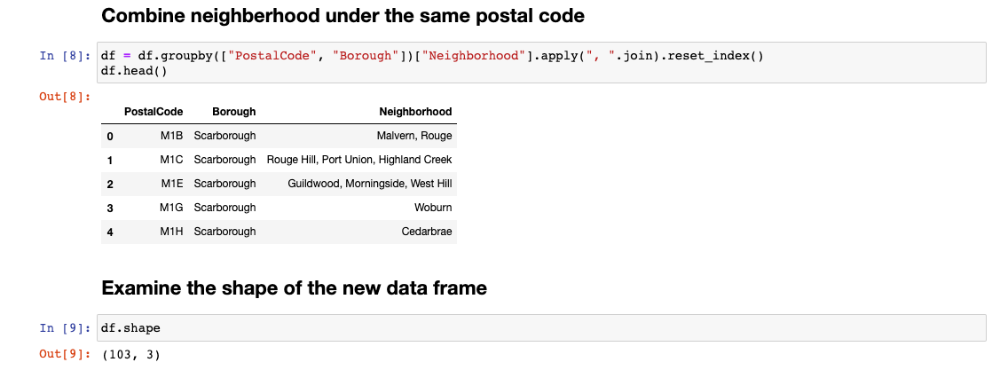 Combine neighberhood under the same postal code
In [8]: df = df.groupby(["PostalCode", "Borough"])["Neighborhood"].apply(", ".join).reset_index()
df.head()
Out[8]:
PostalCode Borough Neighborhood
0 M1B Scarborough Malvern, Rouge
1 M1C Scarborough Rouge Hill, Port Union, Highland Creek
2 M1E Scarborough Guildwood, Morningside, West Hill
3 M1G Scarborough Woburn
4 M1H Scarborough Cedarbrae
Examine the shape of the new data frame
In [9]: df.shape
Out[9]: (103, 3)